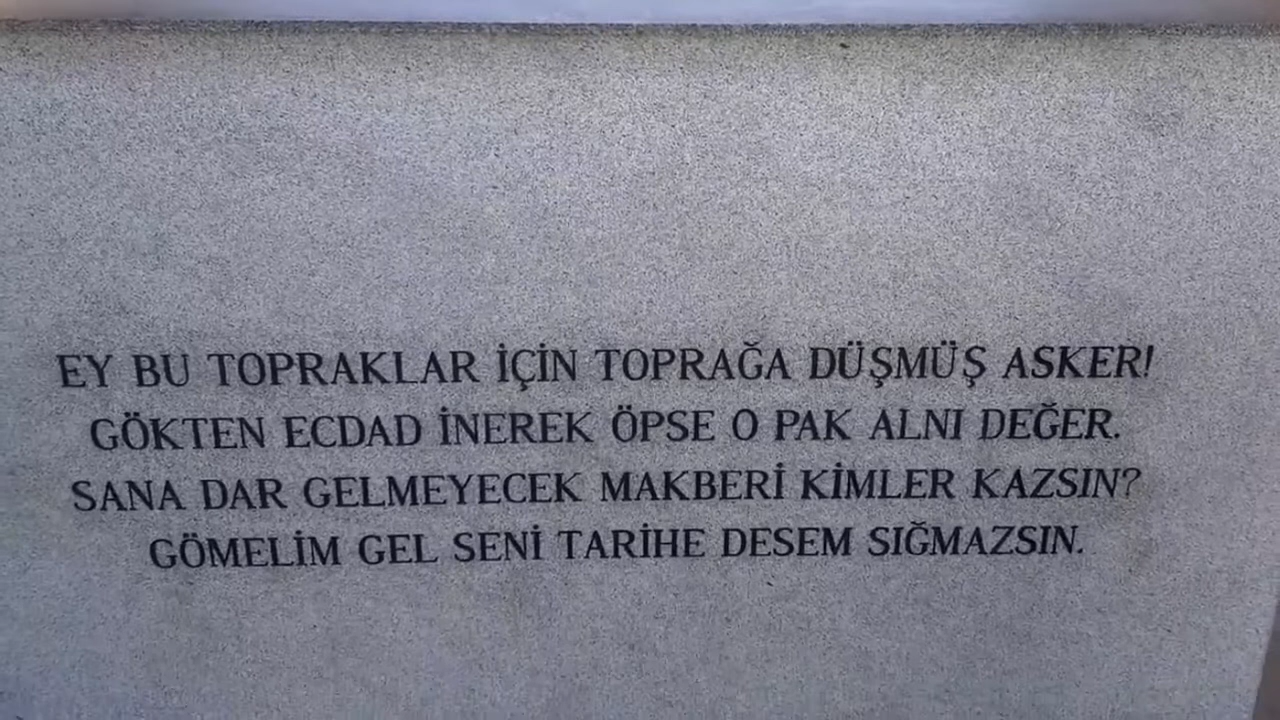 EY BU TOPRAKLAR İÇİN TOPRAĞA DÜŞMÜŞ ASKER!
GÖKTEN ECDAD İNEREK ÖPSE O PAK ALNI DEĞER.
SANA DAR GELMEYECEK MAKBERİ KİMLER KAZSIN?
GÖMELİM GEL SENİ TARİHE DESEM SIĞMAZSIN.